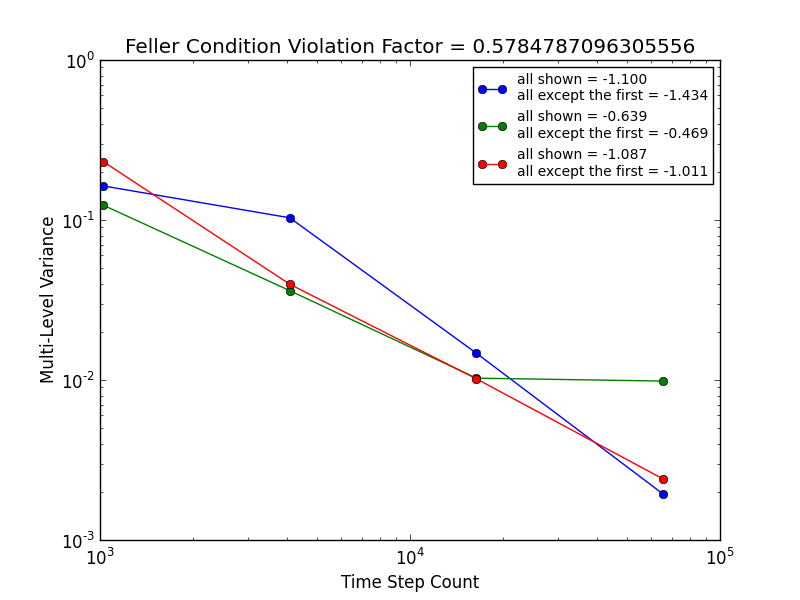 Feller Condition Violation Factor = 0.5784787096305556
all shown = -1.100
all except the first = -1.434
all shown = -0.639
all except the first = -0.469
all shown = -1.087
all except the first = -1.011
Multi-Level Variance
10^0
10^-1
10^-2
10^-3
10^3
10^4
10^5
Time Step Count